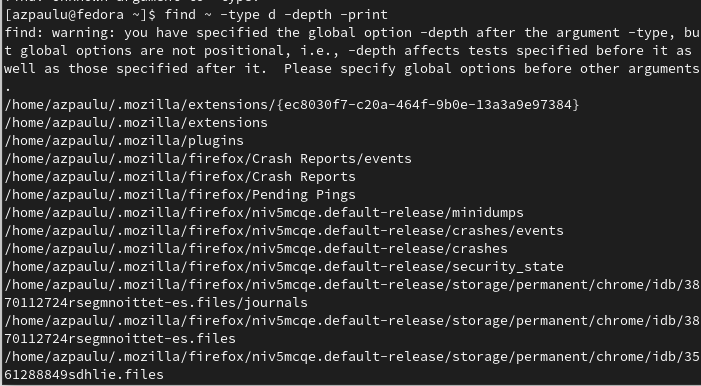 [azpaulu@fedora ~]$ find ~ -type d -depth -print
find: warning: you have specified the global option -depth after the argument -type, bu
t global options are not positional, i.e., -depth affects tests specified before it as
well as those specified after it.  Please specify global options before other arguments
.
/home/azpaulu/.mozilla/extensions/{ec8030f7-c20a-464f-9b0e-13a3a9e97384}
/home/azpaulu/.mozilla/extensions
/home/azpaulu/.mozilla/plugins
/home/azpaulu/.mozilla/firefox/Crash Reports/events
/home/azpaulu/.mozilla/firefox/Crash Reports
/home/azpaulu/.mozilla/firefox/Pending Pings
/home/azpaulu/.mozilla/firefox/niv5mcqe.default-release/minidumps
/home/azpaulu/.mozilla/firefox/niv5mcqe.default-release/crashes/events
/home/azpaulu/.mozilla/firefox/niv5mcqe.default-release/crashes
/home/azpaulu/.mozilla/firefox/niv5mcqe.default-release/security_state
/home/azpaulu/.mozilla/firefox/niv5mcqe.default-release/storage/permanent/chrome/idb/38
70112724rsegmnoittet-es.files/journals
/home/azpaulu/.mozilla/firefox/niv5mcqe.default-release/storage/permanent/chrome/idb/38
70112724rsegmnoittet-es.files
/home/azpaulu/.mozilla/firefox/niv5mcqe.default-release/storage/permanent/chrome/idb/35
61288849sdhlie.files